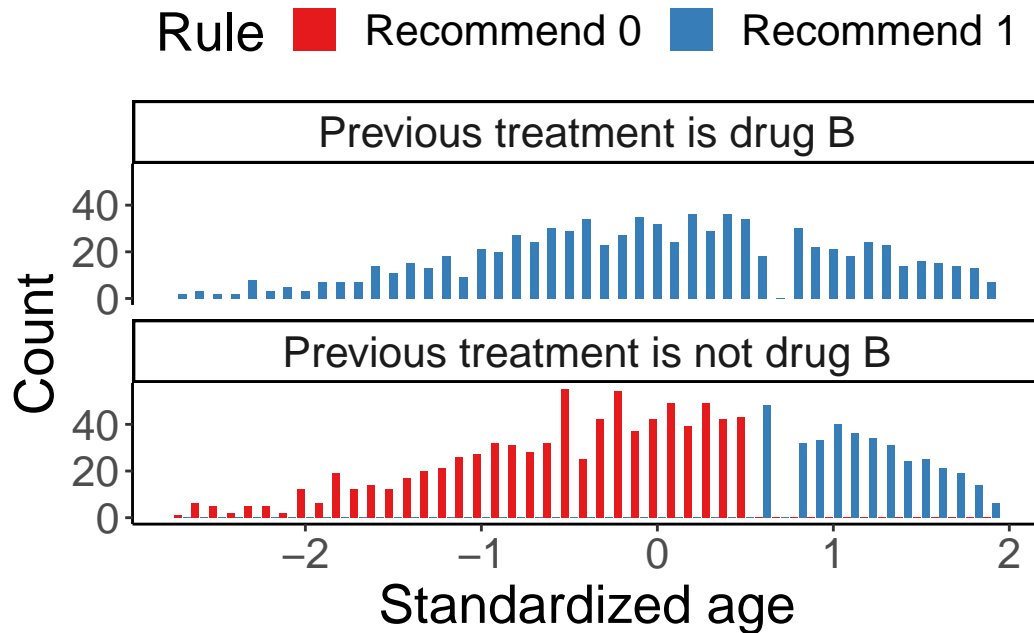 Rule Recommend 0 Recommend 1
Previous treatment is drug B
40
20
0
Previous treatment is not drug B
40
20
0
Count
−2 −1 0 1 2
Standardized age